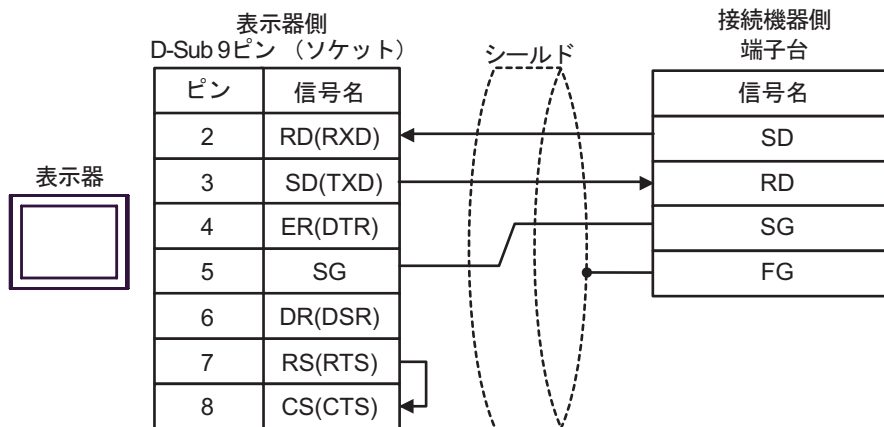 表示器側
D-Sub 9ピン （ソケット）
ピン 信号名
2 RD(RXD)
3 SD(TXD)
4 ER(DTR)
5 SG
6 DR(DSR)
7 RS(RTS)
8 CS(CTS)
表示器
シールド
接続機器側
端子台
信号名
SD
RD
SG
FG